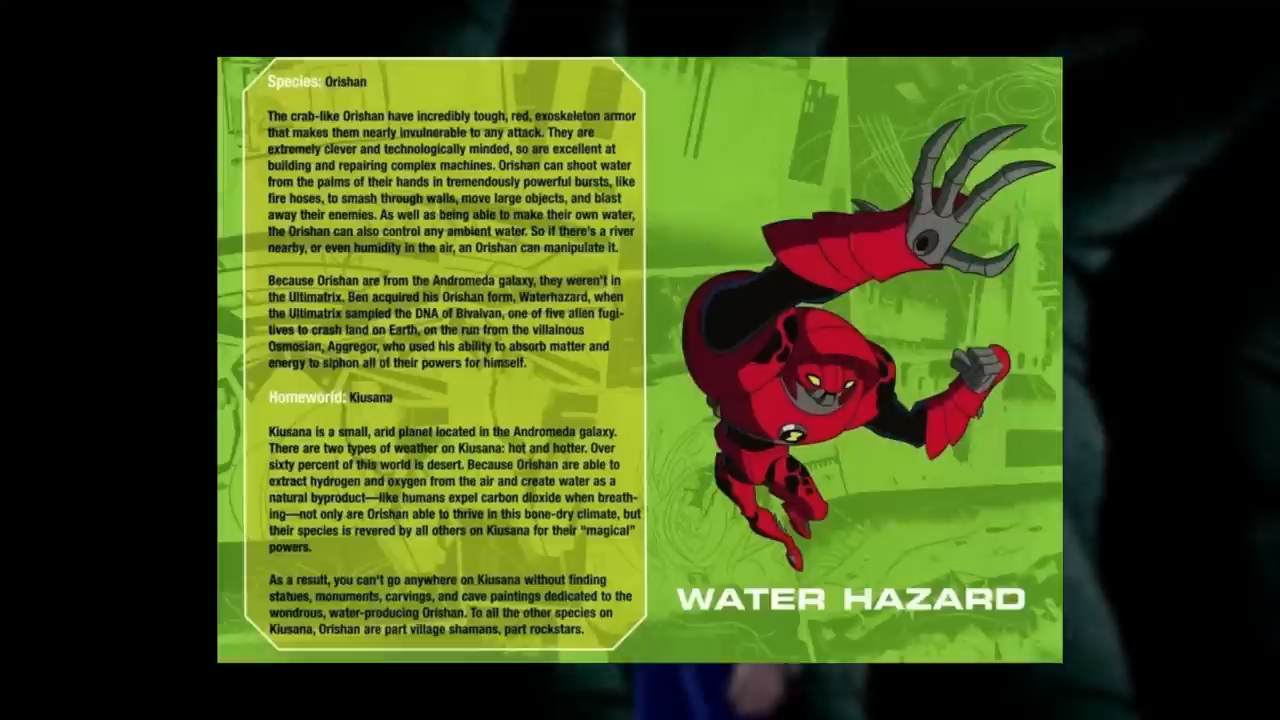 Species: Orishan
The crab-like Orishan have incredibly tough, red, exoskeleton armor
that makes them nearly invulnerable to any attack. They are
extremely clever and technologically minded, so are excellent at
building and repairing complex machines. Orishan can shoot water
from the palms of their hands in tremendously powerful bursts, like
fire hoses, to smash through walls, move large objects, and blast
away their enemies. As well as being able to make their own water,
the Orishan can also control any ambient water. So if there's a river
nearby, or even humidity in the air, an Orishan can manipulate it.
Because Orishan are from the Andromeda galaxy, they weren't in
the Ultimatrix. Ben acquired his Orishan form, Waterhazard, when
the Ultimatrix sampled the DNA of Bivalvan, one of five alien fugi-
tives to crash land on Earth, on the run from the villainous
Osmosian, Aggregor, who used his ability to absorb matter and
energy to siphon all of their powers for himself.
Homeworld: Kiusana
Kiusana is a small, arid planet located in the Andromeda galaxy.
There are two types of weather on Kiusana: hot and hotter. Over
sixty percent of this world is desert. Because Orishan are able to
extract hydrogen and oxygen from the air and create water as a
natural byproduct—like humans expel carbon dioxide when breath-
ing—not only are Orishan able to thrive in this bone-dry climate, but
their species is revered by all others on Kiusana for their "magical"
powers.
As a result, you can't go anywhere on Kiusana without finding
statues, monuments, carvings, and cave paintings dedicated to the
wondrous, water-producing Orishan. To all the other species on
Kiusana, Orishan are part village shamans, part rockstars.
WATER HAZARD